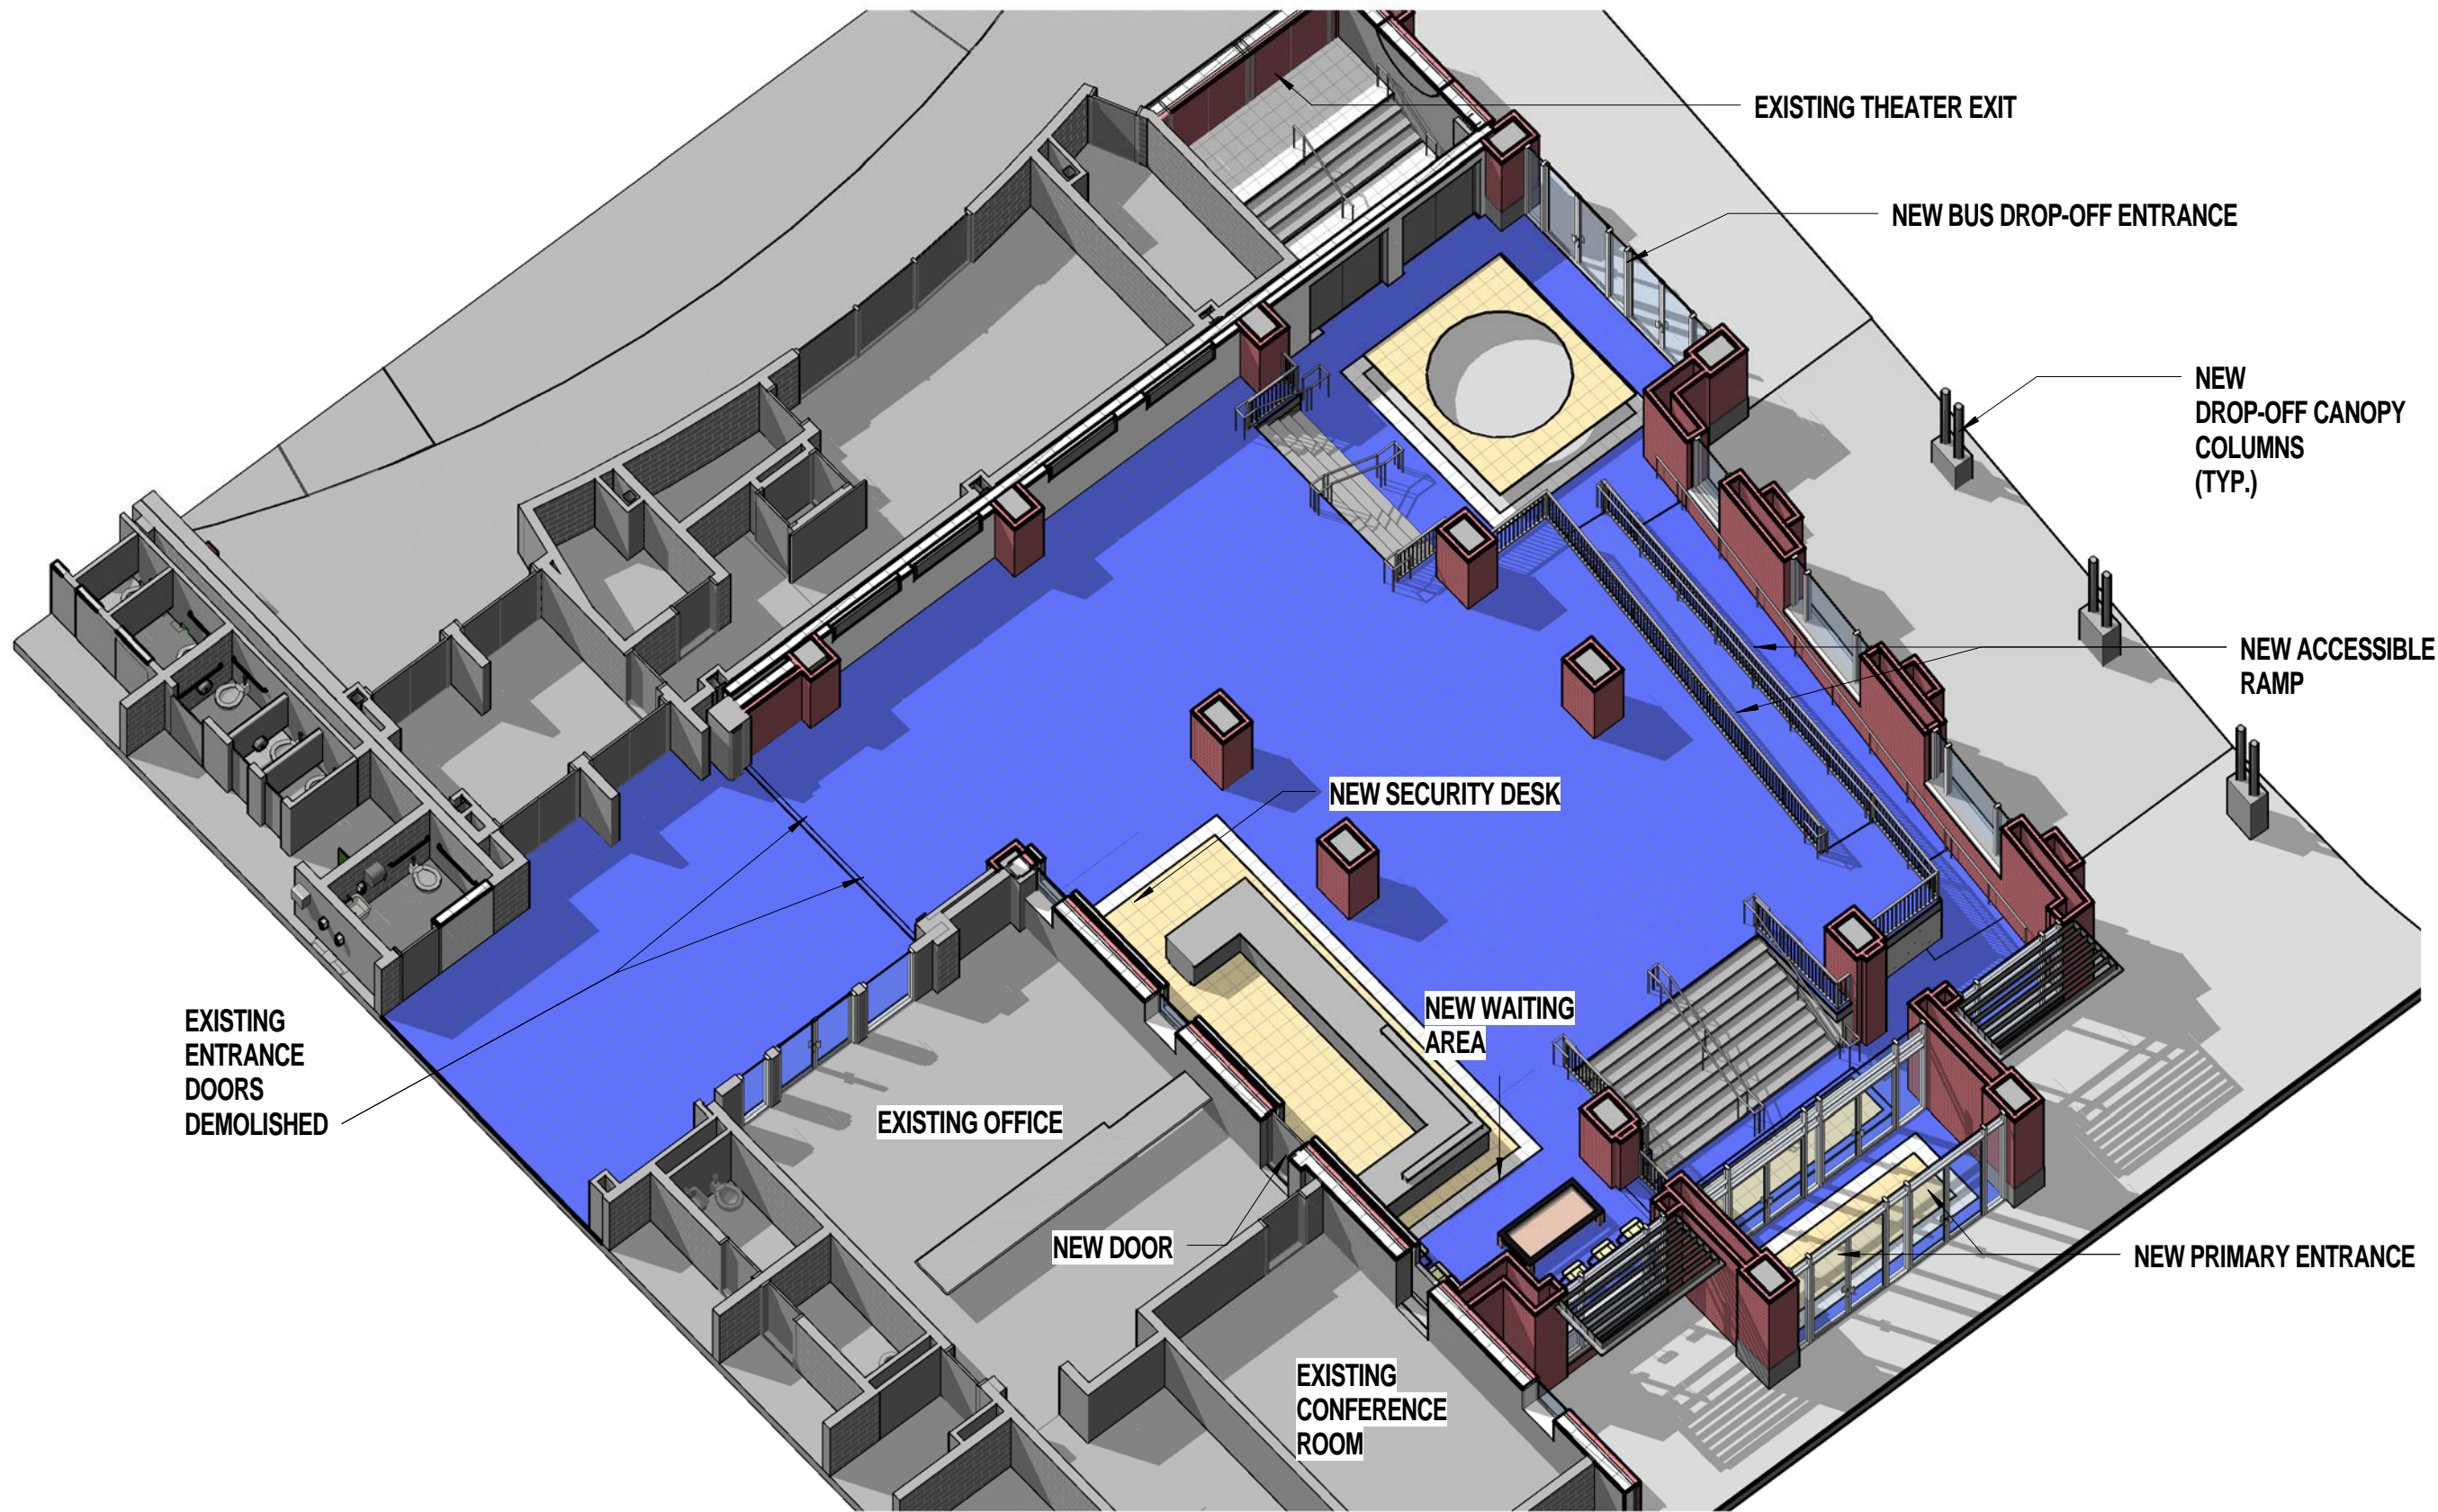 EXISTING THEATER EXIT
NEW BUS DROP-OFF ENTRANCE
NEW
DROP-OFF CANOPY
COLUMNS
(TYP.)
NEW ACCESSIBLE
RAMP
NEW SECURITY DESK
NEW WAITING
AREA
EXISTING
ENTRANCE
DOORS
DEMOLISHED
EXISTING OFFICE
NEW DOOR
NEW PRIMARY ENTRANCE
EXISTING
CONFERENCE
ROOM